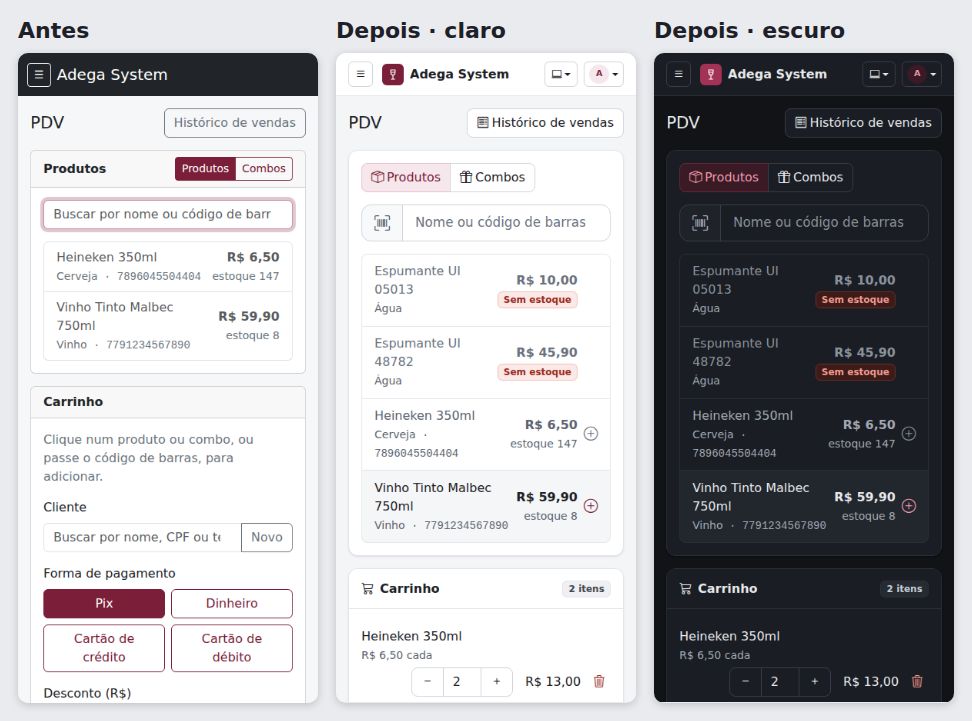 Antes
Adega System
PDV
Histórico de vendas
Produtos
Produtos
Combos
Buscar por nome ou código de barr
Heineken 350ml
R$ 6,50
Cerveja · 7896045504404
estoque 147
Vinho Tinto Malbec
750ml
R$ 59,90
Vinho · 7791234567890
estoque 8
Carrinho
Clique num produto ou combo, ou
passe o código de barras, para
adicionar.
Cliente
Buscar por nome, CPF ou te
Novo
Forma de pagamento
Pix
Dinheiro
Cartão de
crédito
Cartão de
débito
Desconto (R$)
Depois · claro
Adega System
A
PDV
Histórico de vendas
Produtos
Combos
Nome ou código de barras
Espumante UI
05013
Água
R$ 10,00
Sem estoque
Espumante UI
48782
Água
R$ 45,90
Sem estoque
Heineken 350ml
Cerveja ·
7896045504404
R$ 6,50
estoque 147
Vinho Tinto Malbec
750ml
Vinho · 7791234567890
R$ 59,90
estoque 8
Carrinho
2 itens
Heineken 350ml
R$ 6,50 cada
− 2 +
R$ 13,00
Depois · escuro
Adega System
A
PDV
Histórico de vendas
Produtos
Combos
Nome ou código de barras
Espumante UI
05013
Água
R$ 10,00
Sem estoque
Espumante UI
48782
Água
R$ 45,90
Sem estoque
Heineken 350ml
Cerveja ·
7896045504404
R$ 6,50
estoque 147
Vinho Tinto Malbec
750ml
Vinho · 7791234567890
R$ 59,90
estoque 8
Carrinho
2 itens
Heineken 350ml
R$ 6,50 cada
− 2 +
R$ 13,00